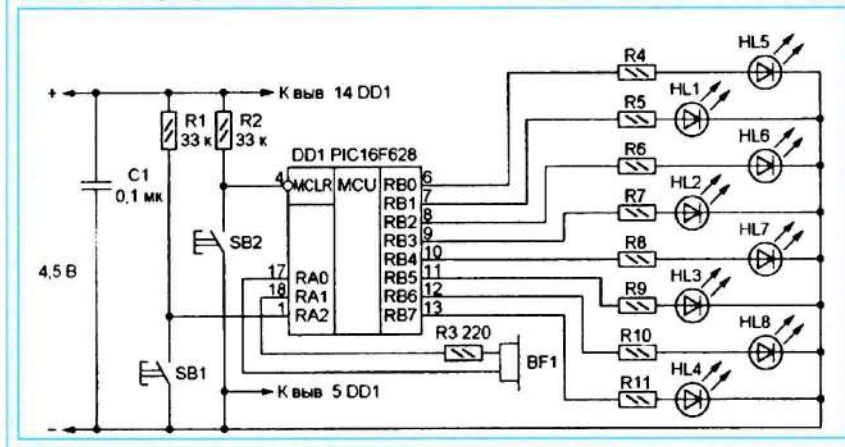 +
К выв 14 DD1
R1
33 к
R2
33 к
C1
0,1 мк
4,5 В
SB2
SB1
К выв 5 DD1
–
DD1 PIC16F628
4
MCLR
MCU
RB0
6
RB1
7
RB2
8
RB3
9
RB4
10
RB5
11
RB6
12
RB7
13
17
RA0
18
RA1
1
RA2
R3 220
BF1
R4
HL5
R5
HL1
R6
HL6
R7
HL2
R8
HL7
R9
HL3
R10
HL8
R11
HL4